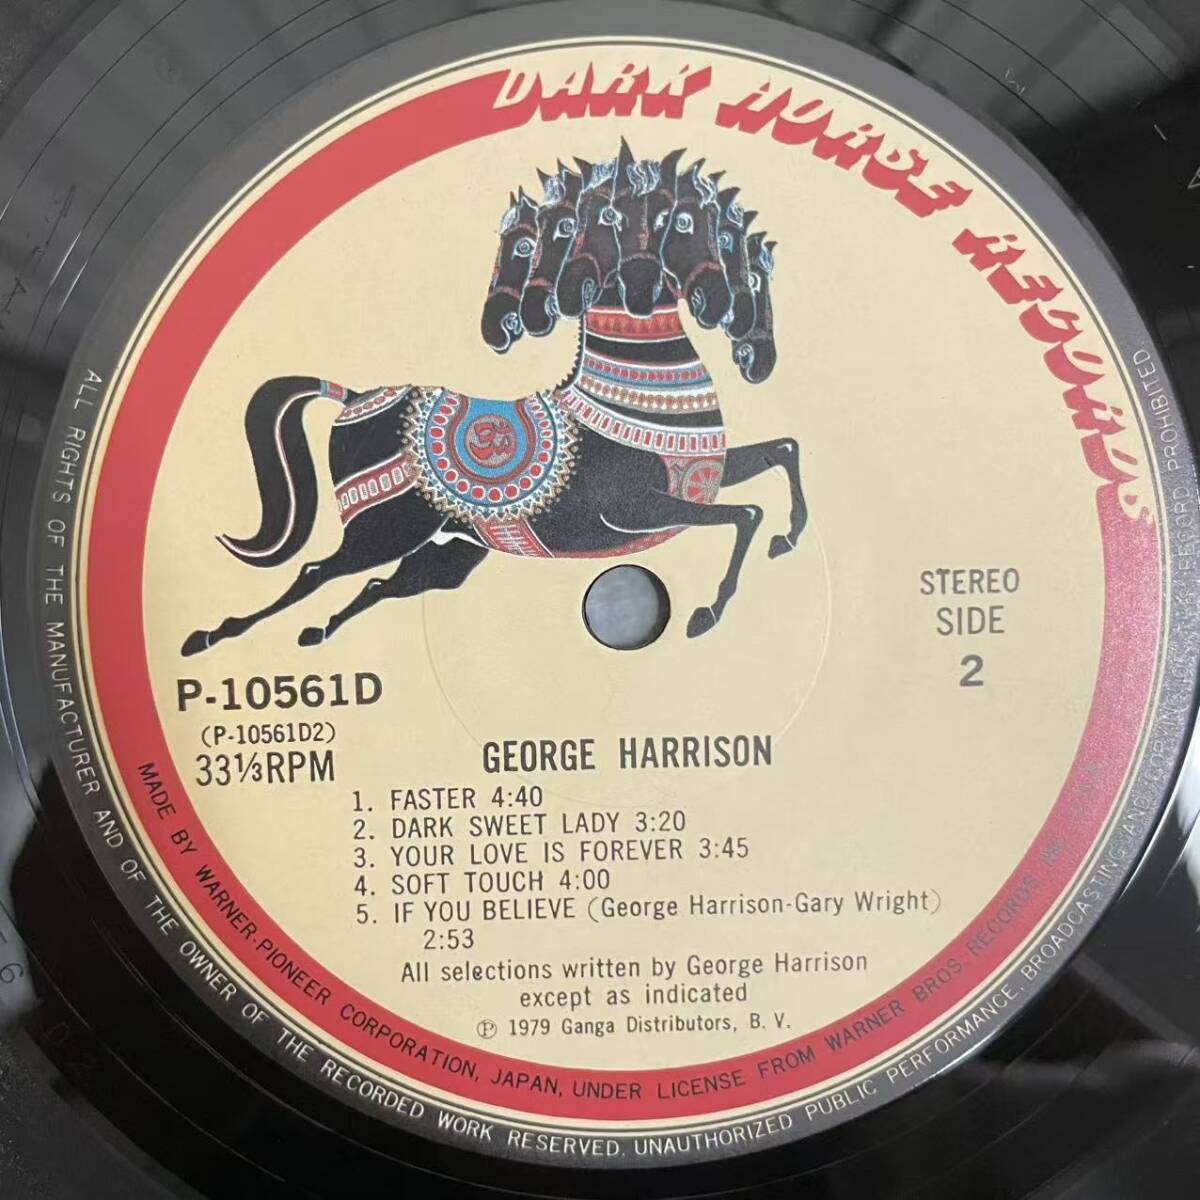 DARK HORSE RECORDS
STEREO
SIDE
2
P-10561D
(P-10561D2)
33⅓RPM
GEORGE HARRISON
1. FASTER 4:40
2. DARK SWEET LADY 3:20
3. YOUR LOVE IS FOREVER 3:45
4. SOFT TOUCH 4:00
5. IF YOU BELIEVE (George Harrison-Gary Wright)
2:53
All selections written by George Harrison
except as indicated
℗ 1979 Ganga Distributors, B. V.
MADE BY WARNER-PIONEER CORPORATION, JAPAN, UNDER LICENSE FROM WARNER BROS. RECORDS INC.
ALL RIGHTS OF THE MANUFACTURER AND OF THE OWNER OF THE RECORDED WORK RESERVED. UNAUTHORIZED PUBLIC PERFORMANCE, BROADCASTING AND COPYING RECORD PROHIBITED.